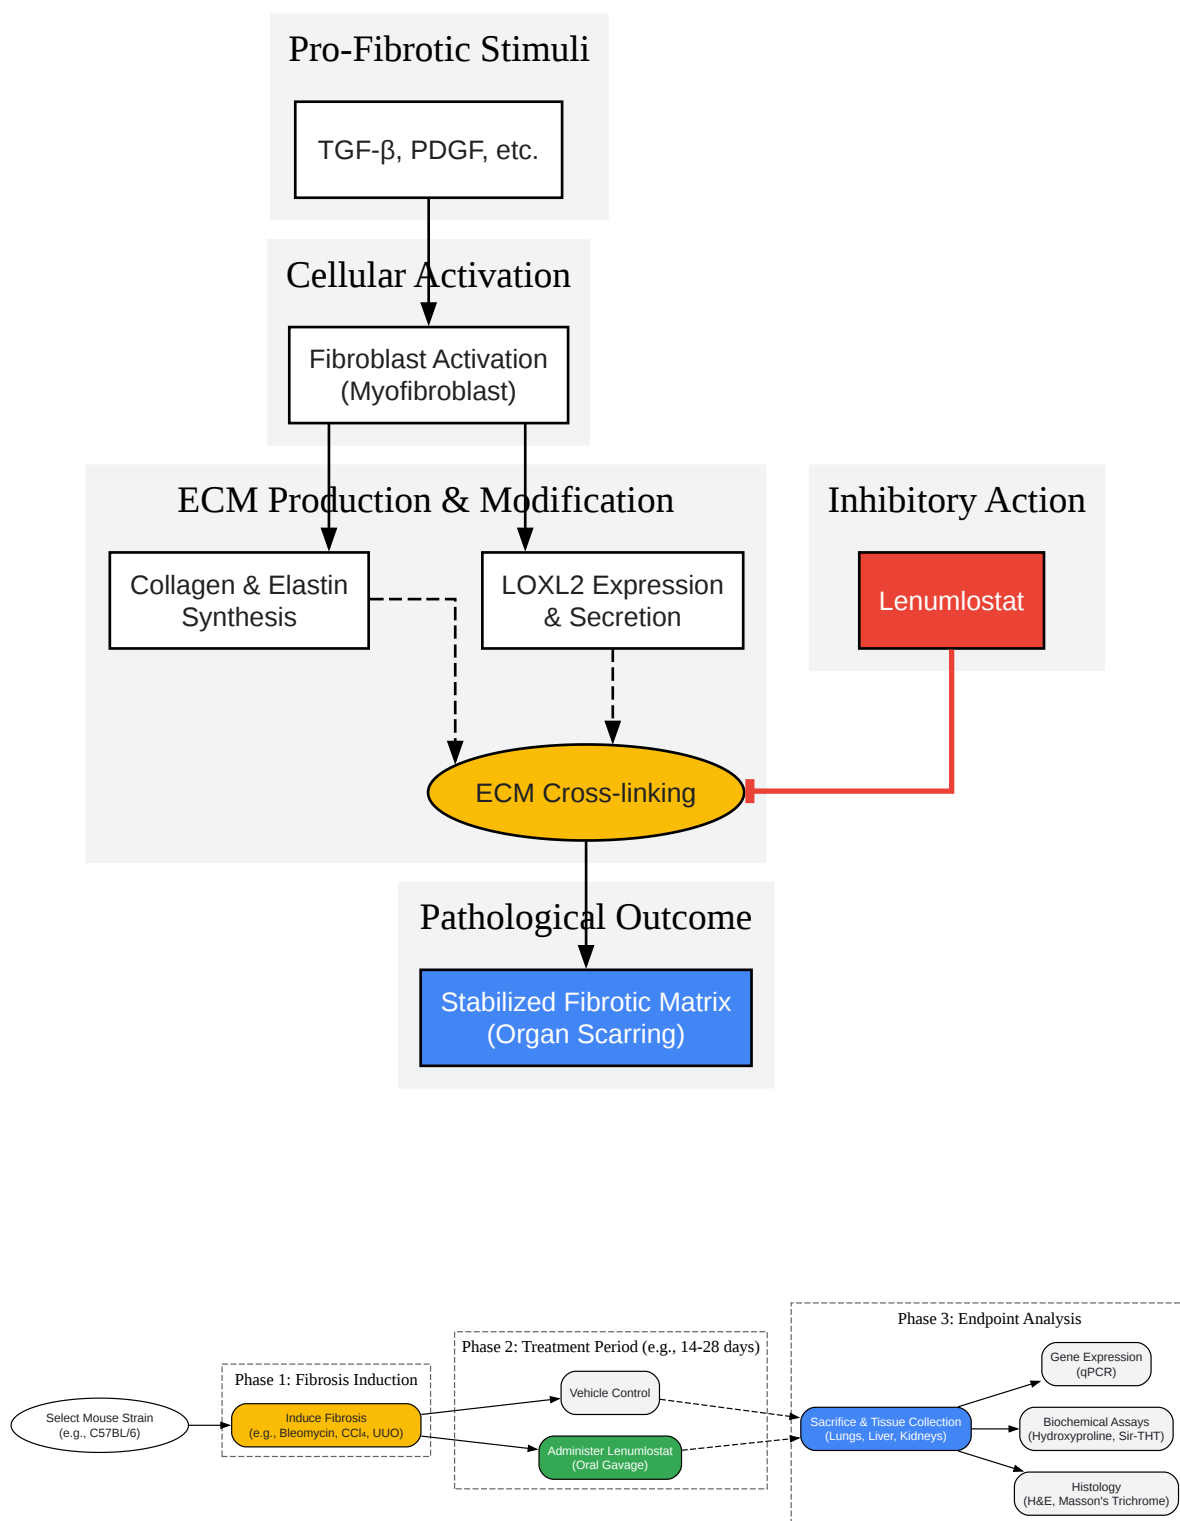 Pro-Fibrotic Stimuli
TGF-β, PDGF, etc.
Cellular Activation
Fibroblast Activation
(Myofibroblast)
ECM Production & Modification
Inhibitory Action
Collagen & Elastin
Synthesis
LOXL2 Expression
& Secretion
Lenumlostat
ECM Cross-linking
Pathological Outcome
Stabilized Fibrotic Matrix
(Organ Scarring)
Select Mouse Strain
(e.g., C57BL/6)
Phase 1: Fibrosis Induction
Induce Fibrosis
(e.g., Bleomycin, CCl₄, UUO)
Phase 2: Treatment Period (e.g., 14-28 days)
Vehicle Control
Administer Lenumlostat
(Oral Gavage)
Phase 3: Endpoint Analysis
Sacrifice & Tissue Collection
(Lungs, Liver, Kidneys)
Gene Expression
(qPCR)
Biochemical Assays
(Hydroxyproline, Sir-THT)
Histology
(H&E, Masson's Trichrome)